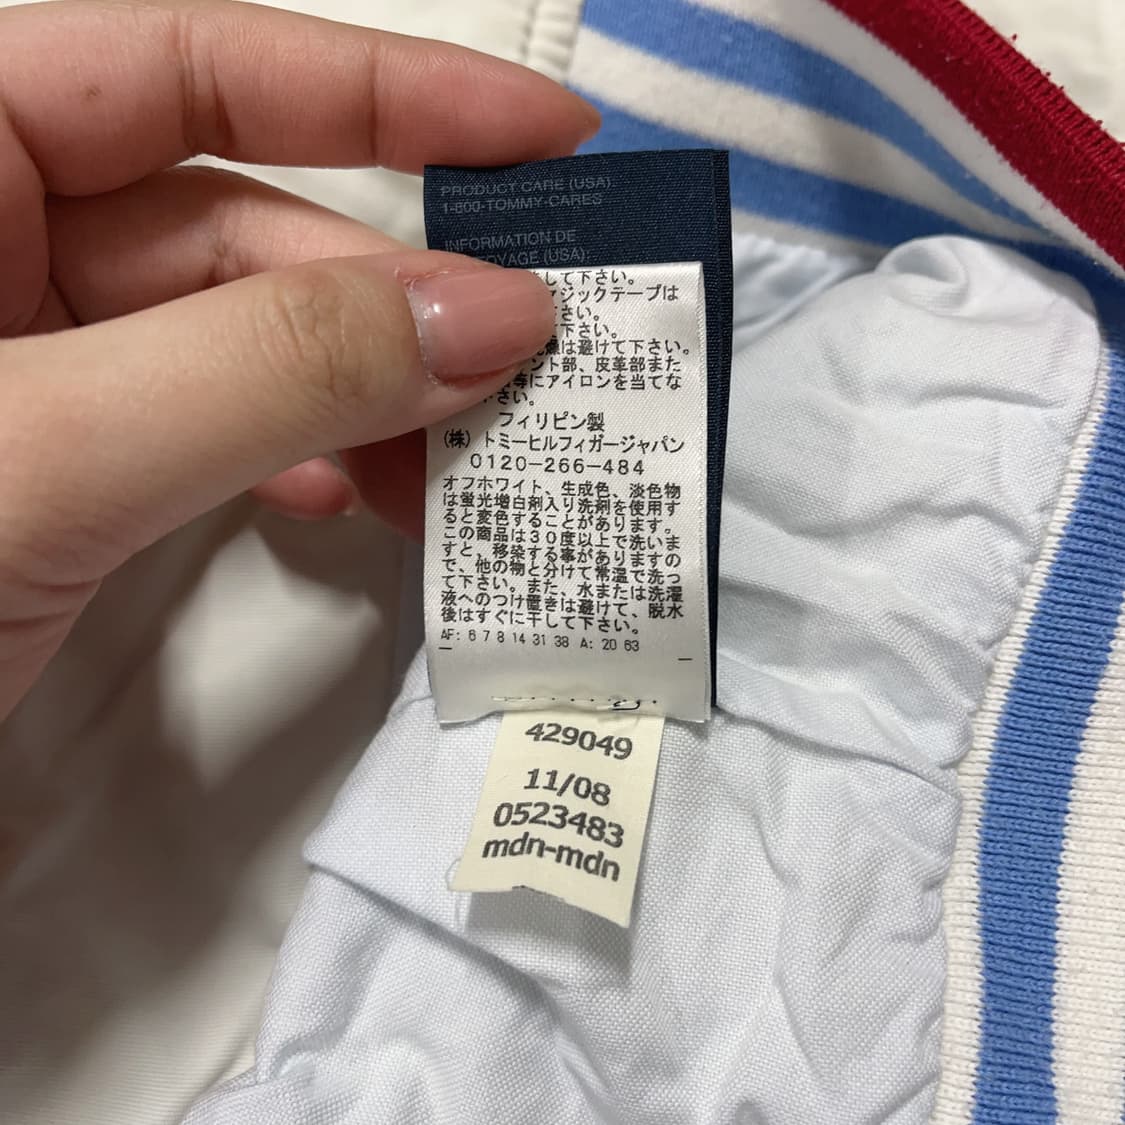 PRODUCT CARE (USA)
1-800-TOMMY-CARES
INFORMATION DE
(USA):
して下さい。
ジックテープは
さい。
下さい。
は避けて下さい。
ント部、皮革部また
等にアイロンを当てな
さい。
フィリピン製
(株) トミーヒルフィガージャパン
0120-266-484
オフホワイト、生成色、淡色物
は蛍光増白剤入り洗剤を使用す
ると変色することがあります。
この商品は30度以上で洗いま
すと、移染する事がありますの
で、他の物と分けて常温で洗っ
て下さい。また、水または洗濯
液へのつけ置きは避けて、脱水
後はすぐに干して下さい。
AF: 6 7 8 14 31 38 A: 20 63
429049
11/08
0523483
mdn-mdn